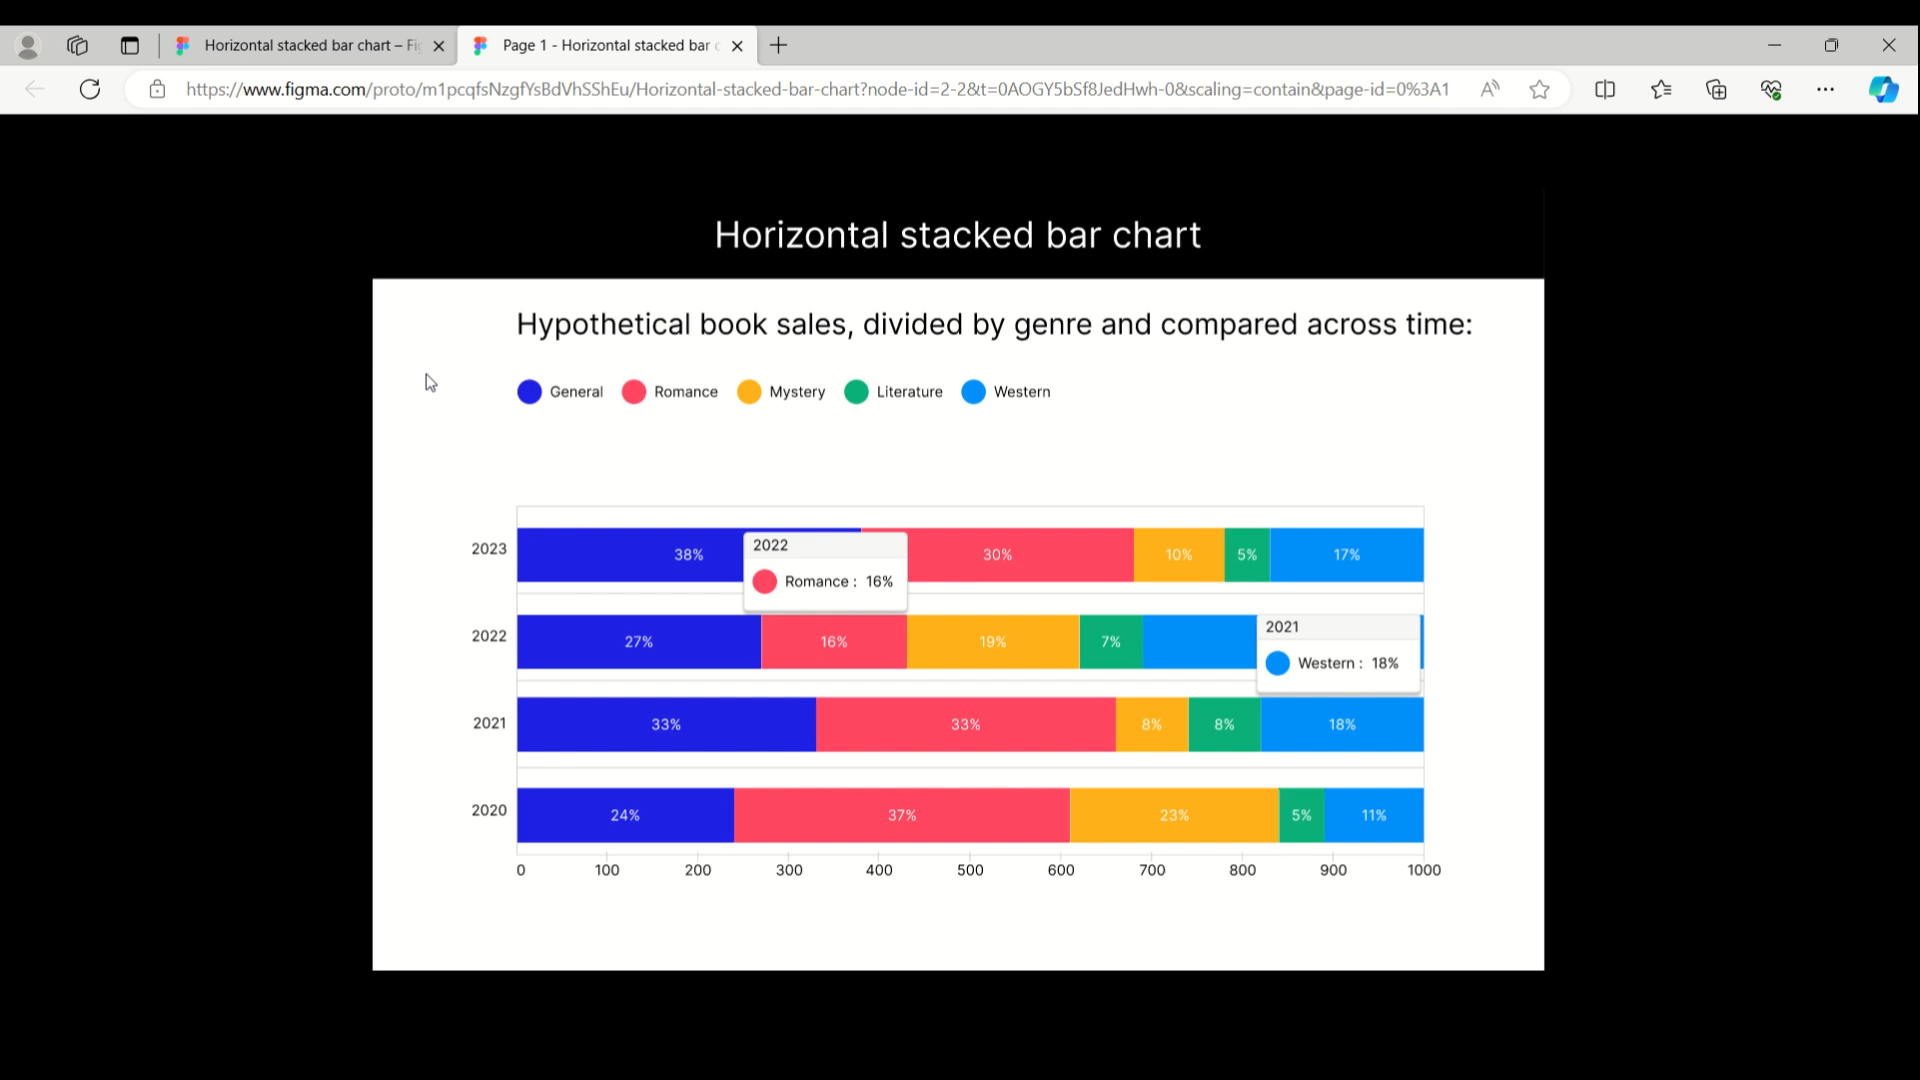 Horizontal stacked bar chart – Fi
Page 1 - Horizontal stacked bar c
https://www.figma.com/proto/m1pcqfsNzgfYsBdVhSShEu/Horizontal-stacked-bar-chart?node-id=2-2&t=0AOGY5bSf8JedHwh-0&scaling=contain&page-id=0%3A1
Horizontal stacked bar chart
Hypothetical book sales, divided by genre and compared across time:
General Romance Mystery Literature Western
2023 38% 30% 10% 5% 17%
2022
Romance : 16%
2022 27% 16% 19% 7%
2021
Western : 18%
2021 33% 33% 8% 8% 18%
2020 24% 37% 23% 5% 11%
0 100 200 300 400 500 600 700 800 900 1000